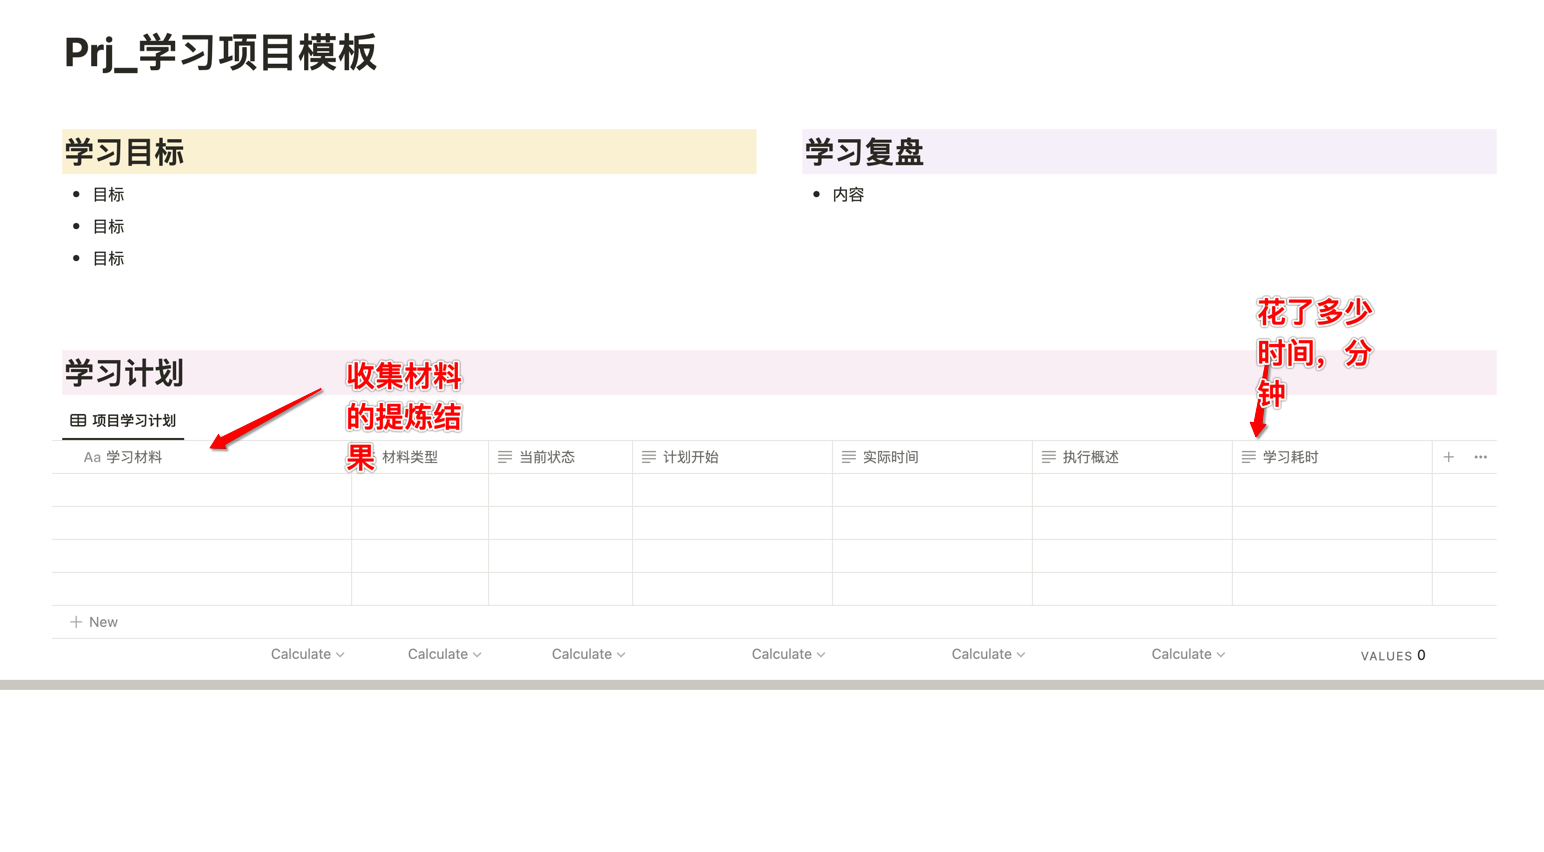 Prj_学习项目模板
学习目标
目标
目标
目标
学习复盘
内容
学习计划
收集材料
的提炼结
果
花了多少
时间，分
钟
项目学习计划
Aa 学习材料 材料类型 当前状态 计划开始 实际时间 执行概述 学习耗时
New
Calculate Calculate Calculate Calculate Calculate Calculate VALUES 0